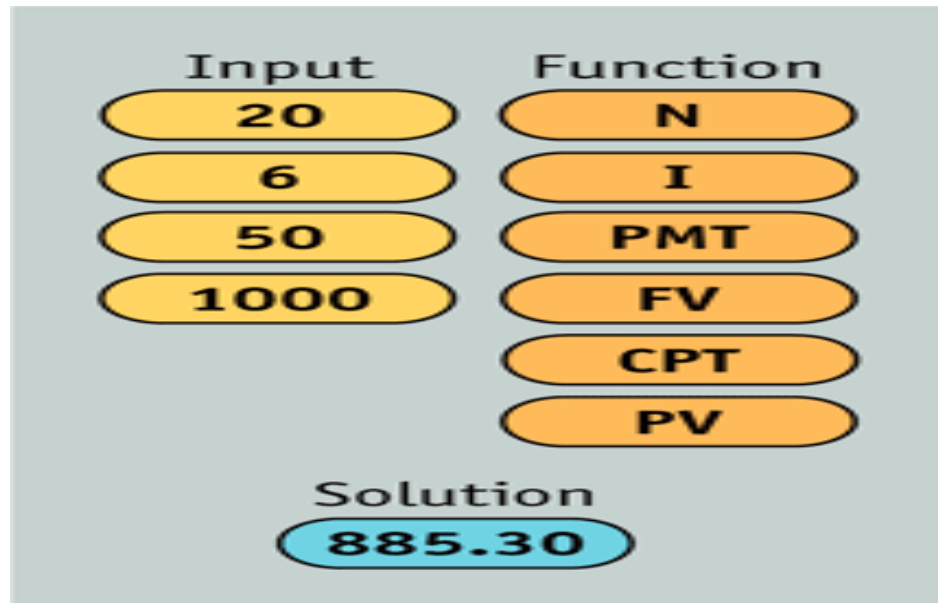 Input Function
20 N
6 I
50 PMT
1000 FV
CPT
PV
Solution
885.30